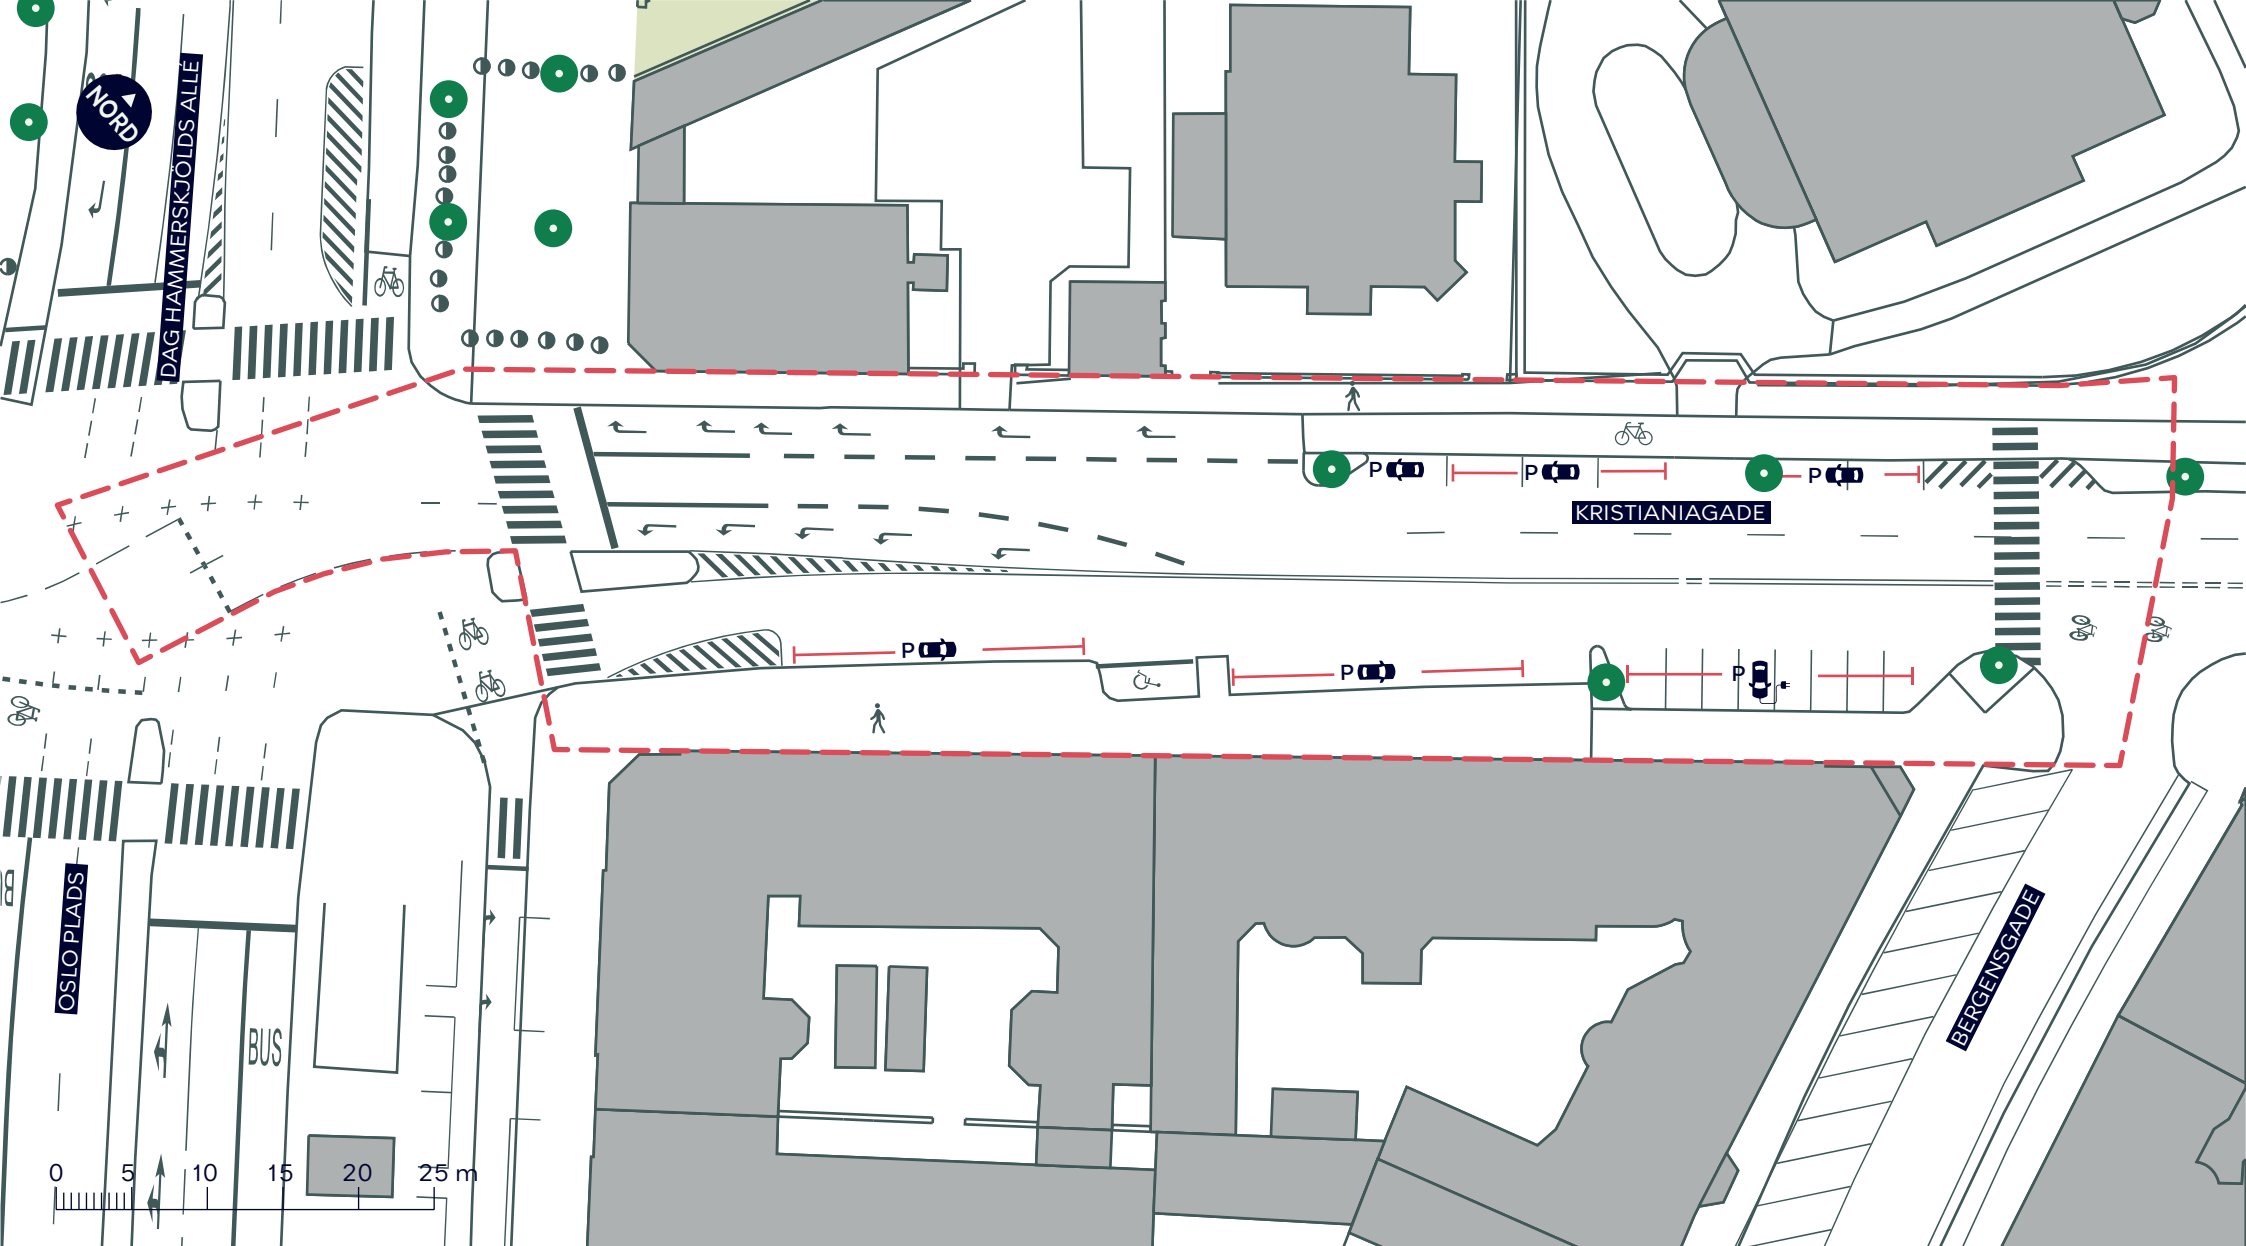 NORD
DAG HAMMERSKJÖLDS ALLÉ
P
P
P
KRISTIANIAGADE
P
P
P
OSLO PLADS
BUS
BERGENSGADE
0 5 10 15 20 25 m